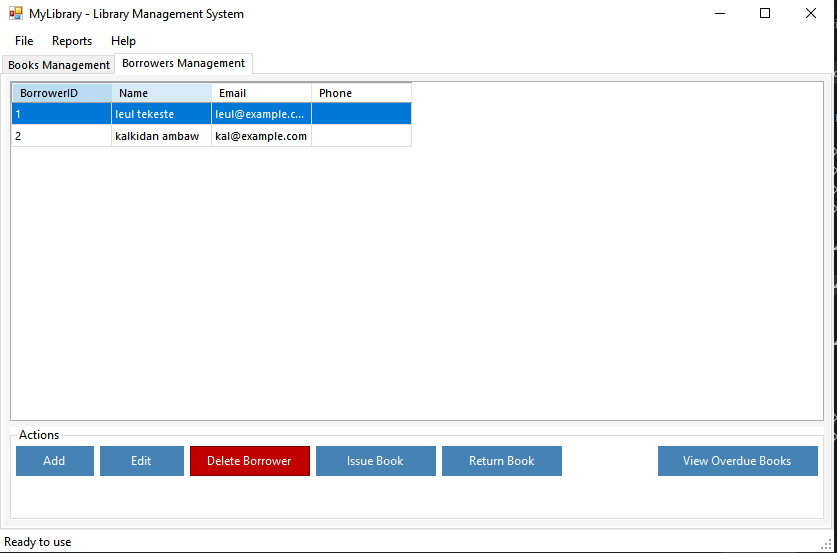 MyLibrary - Library Management System
File Reports Help
Books Management Borrowers Management
BorrowerID Name Email Phone
1 leul tekeste leul@example.c...
2 kalkidan ambaw kal@example.com
Actions
Add Edit Delete Borrower Issue Book Return Book View Overdue Books
Ready to use